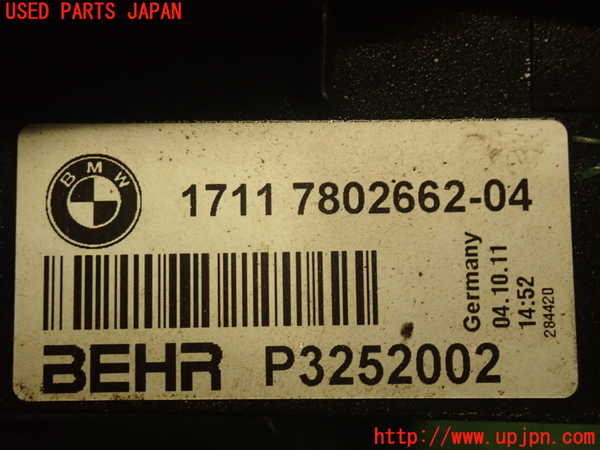 USED PARTS JAPAN
BMW
1711 7802662-04
Germany
04.10.11
14:52
284420
BEHR P3252002
http://www.upjpn.com/